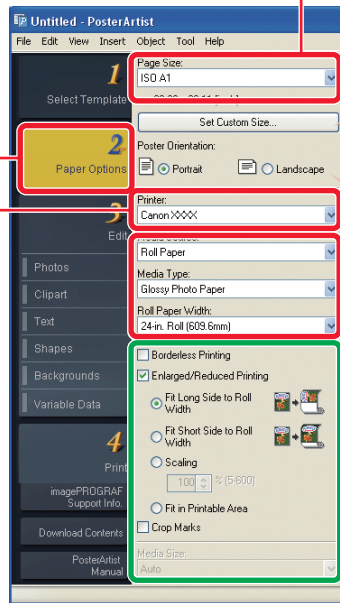 Untitled - PosterArtist
File Edit View Insert Object Tool Help
1
Select Template
2
Paper Options
3
Edit
Photos
Clipart
Text
Shapes
Backgrounds
Variable Data
4
Print
imagePROGRAF
Support Info.
Download Contents
PosterArtist
Manual
Page Size:
ISO A1
Set Custom Size...
Poster Orientation:
Portrait
Landscape
Printer:
Canon XXXX
Media Source:
Roll Paper
Media Type:
Glossy Photo Paper
Roll Paper Width:
24-in. Roll (609.6mm)
Borderless Printing
Enlarged/Reduced Printing
Fit Long Side to Roll
Width
Fit Short Side to Roll
Width
Scaling
100 % (5-600)
Fit in Printable Area
Crop Marks
Media Size:
Auto